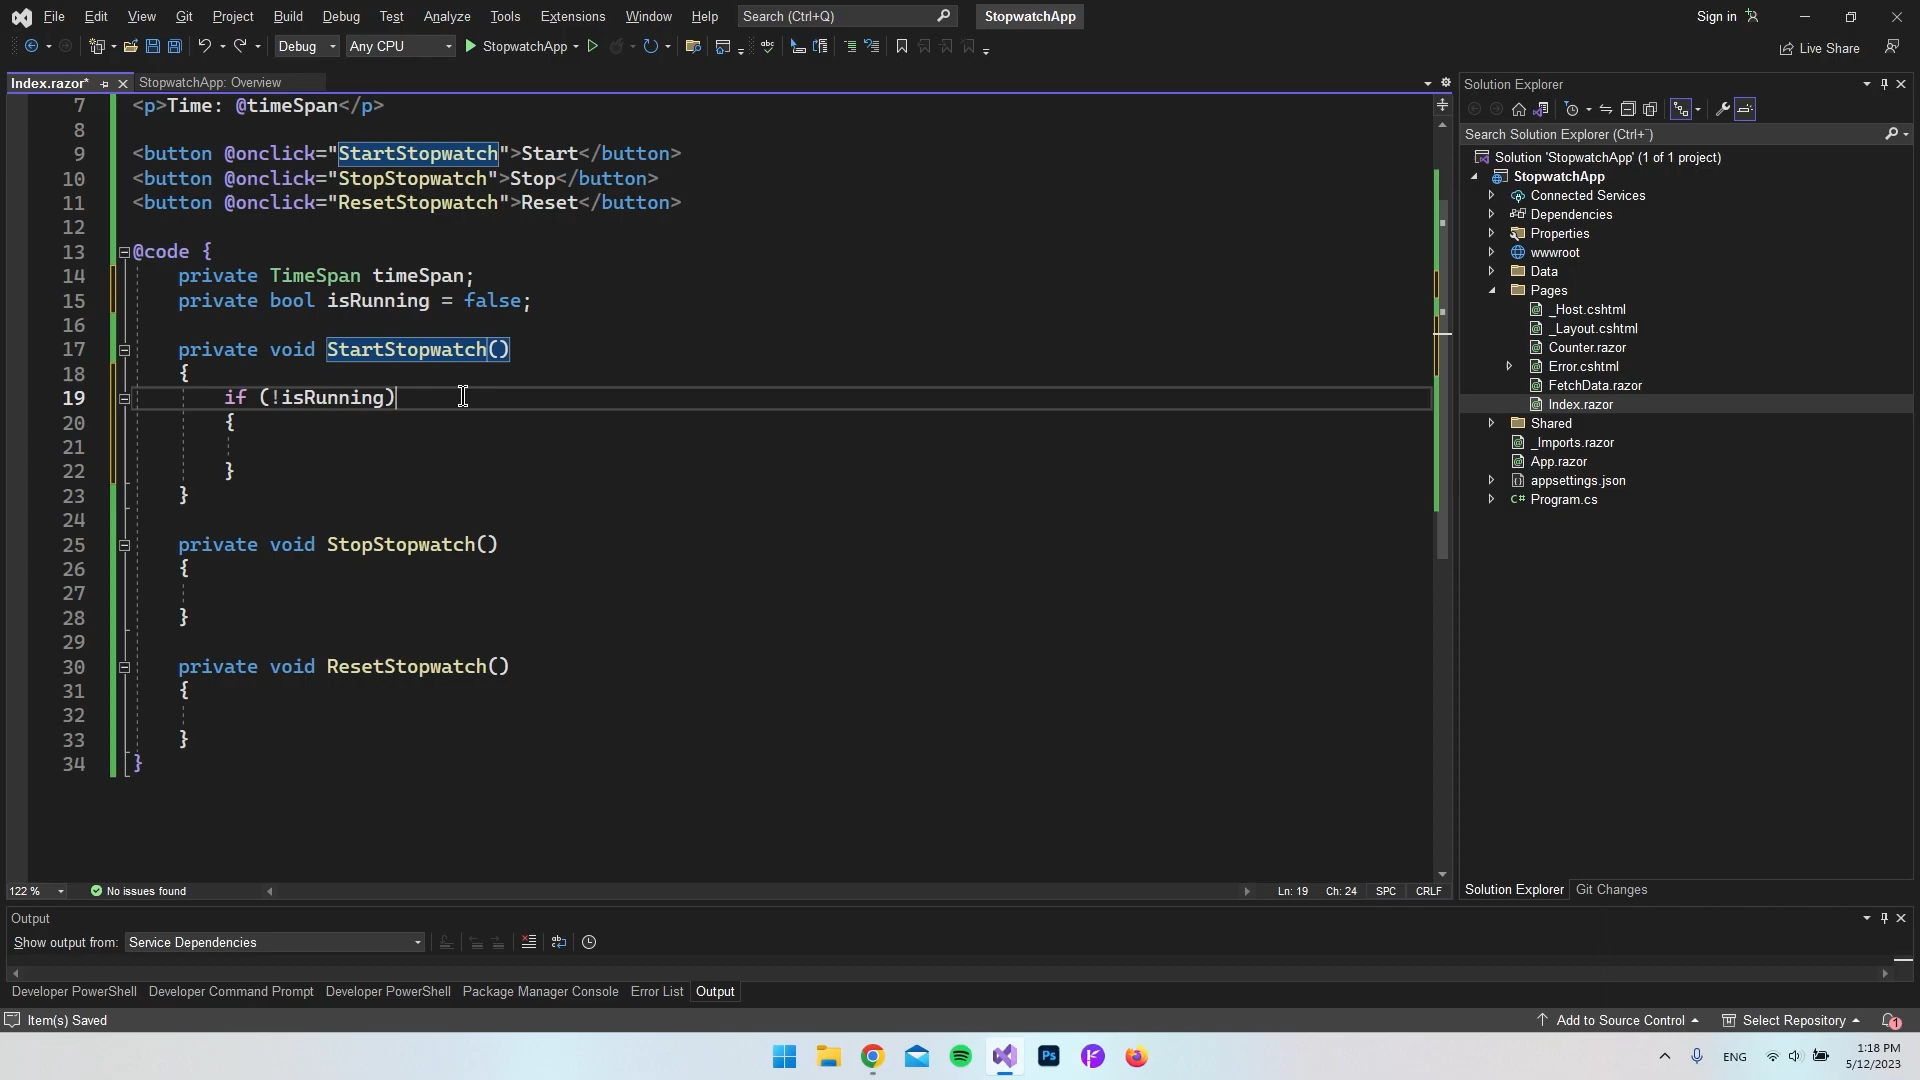 File Edit View Git Project Build Debug Test Analyze Tools Extensions Window Help Search (Ctrl+Q) StopwatchApp Sign in
Debug Any CPU StopwatchApp Live Share
Index.razor* StopwatchApp: Overview
7 <p>Time: @timeSpan</p>
8
9 <button @onclick="StartStopwatch">Start</button>
10 <button @onclick="StopStopwatch">Stop</button>
11 <button @onclick="ResetStopwatch">Reset</button>
12
13 @code {
14 private TimeSpan timeSpan;
15 private bool isRunning = false;
16
17 private void StartStopwatch()
18 {
19 if (!isRunning)
20 {
21
22 }
23 }
24
25 private void StopStopwatch()
26 {
27
28 }
29
30 private void ResetStopwatch()
31 {
32
33 }
34 }
122 % No issues found Ln: 19 Ch: 24 SPC CRLF
Solution Explorer
Search Solution Explorer (Ctrl+¨)
Solution 'StopwatchApp' (1 of 1 project)
StopwatchApp
Connected Services
Dependencies
Properties
wwwroot
Data
Pages
_Host.cshtml
_Layout.cshtml
Counter.razor
Error.cshtml
FetchData.razor
Index.razor
Shared
_Imports.razor
App.razor
appsettings.json
C# Program.cs
Solution Explorer Git Changes
Output
Show output from: Service Dependencies
Developer PowerShell Developer Command Prompt Developer PowerShell Package Manager Console Error List Output
Item(s) Saved Add to Source Control Select Repository 1
Ps ENG 1:18 PM
5/12/2023